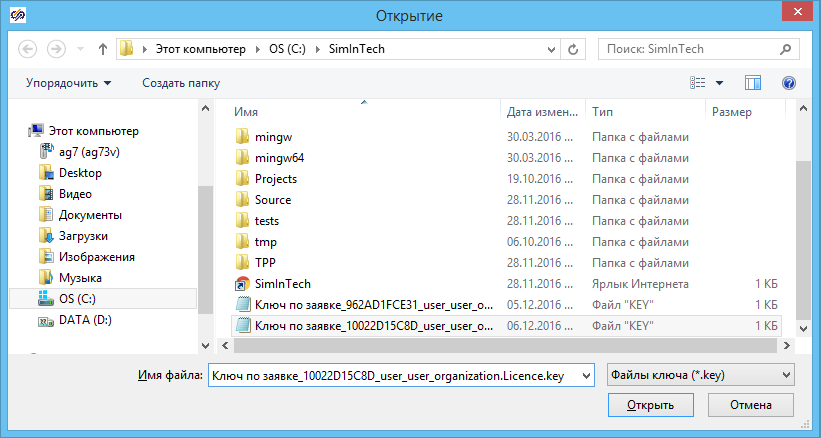 Открытие
Этот компьютер OS (C:) SimInTech
Поиск: SimInTech
Упорядочить Создать папку
Имя Дата измен... Тип Размер
Этот компьютер
ag7 (ag73v)
Desktop
Видео
Документы
Загрузки
Изображения
Музыка
OS (C:)
DATA (D:)
mingw 30.03.2016 ... Папка с файлами
mingw64 30.03.2016 ... Папка с файлами
Projects 19.10.2016 ... Папка с файлами
Source 28.11.2016 ... Папка с файлами
tests 28.11.2016 ... Папка с файлами
tmp 06.10.2016 ... Папка с файлами
TPP 28.11.2016 ... Папка с файлами
SimInTech 28.11.2016 ... Ярлык Интернета 1 КБ
Ключ по заявке_962AD1FCE31_user_user_o... 05.12.2016 ... Файл "KEY" 1 КБ
Ключ по заявке_10022D15C8D_user_user_o... 06.12.2016 ... Файл "KEY" 1 КБ
Имя файла: Ключ по заявке_10022D15C8D_user_user_organization.Licence.key Файлы ключа (*.key)
Открыть Отмена